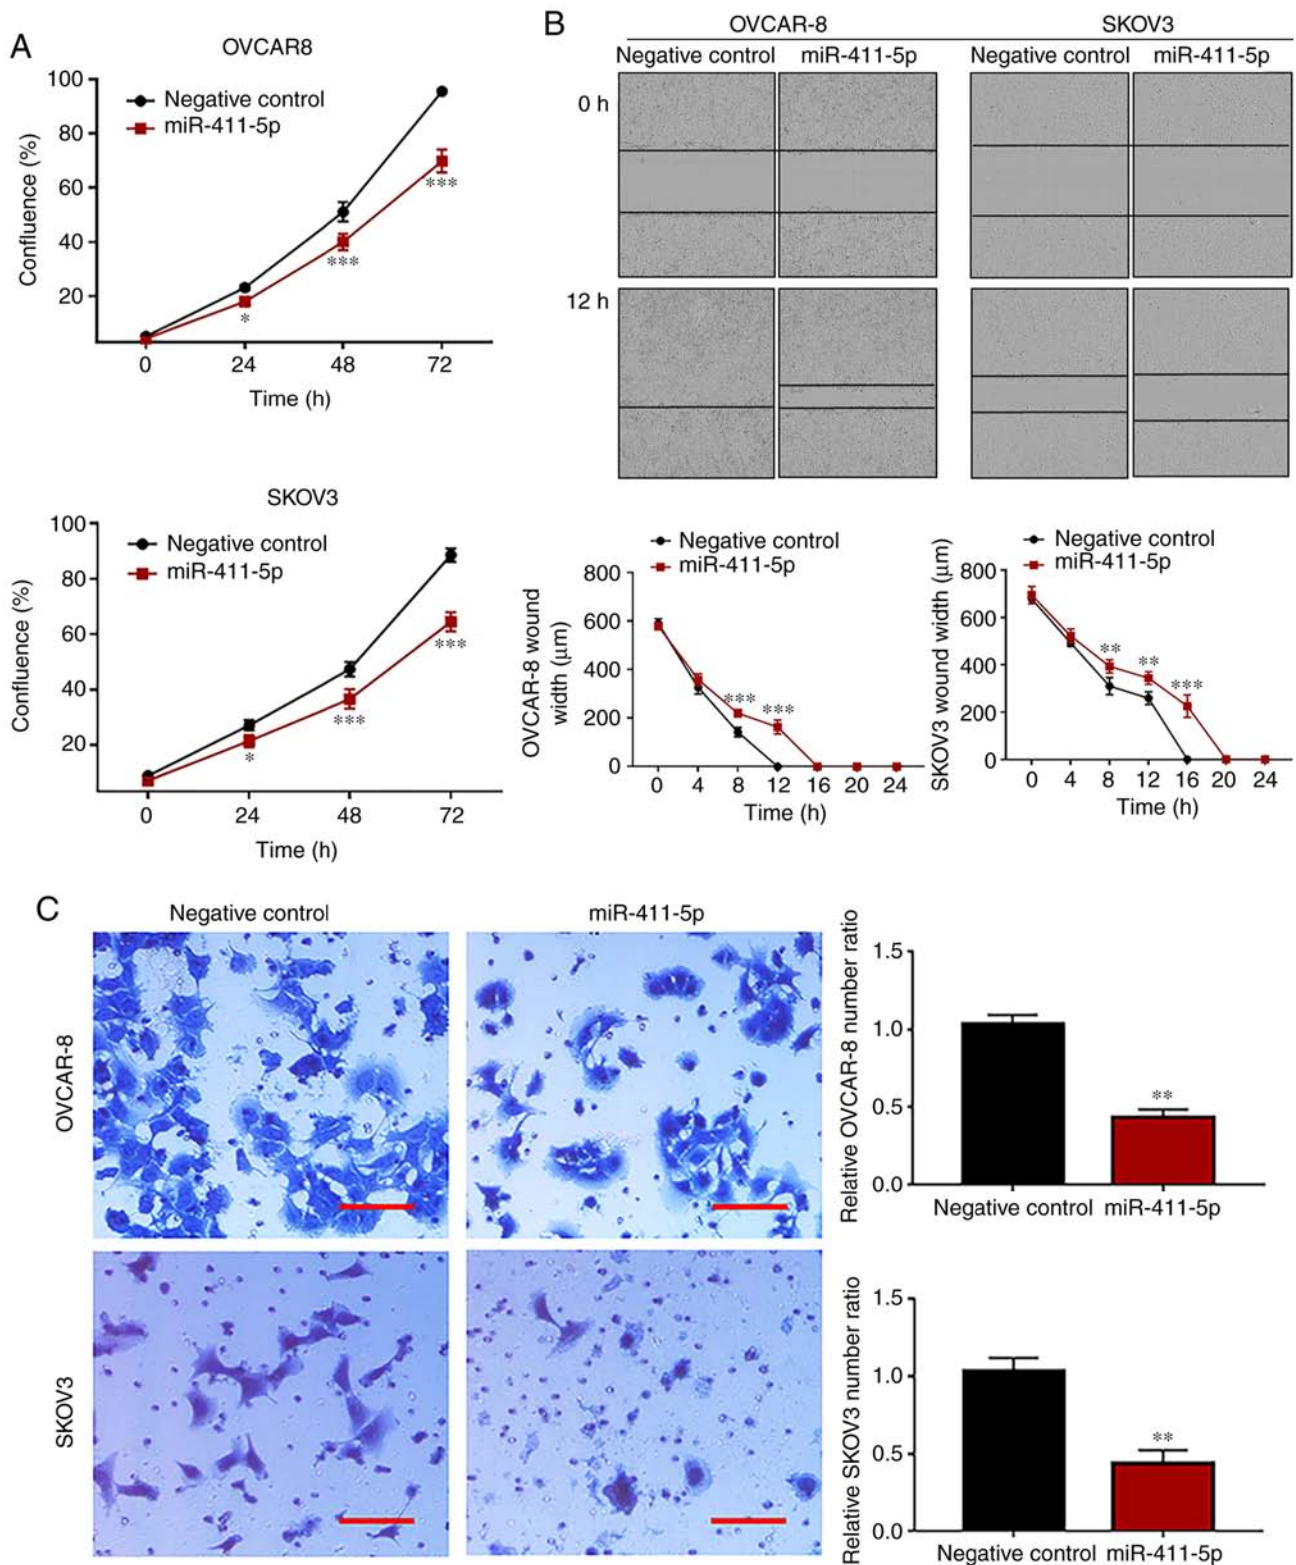 A
OVCAR8
100
80
60
40
20
Confluence (%)
Negative control
miR-411-5p
*
***
***
0 24 48 72
Time (h)
SKOV3
100
80
60
40
20
Confluence (%)
Negative control
miR-411-5p
*
***
***
0 24 48 72
Time (h)
B
OVCAR-8 SKOV3
Negative control miR-411-5p Negative control miR-411-5p
0 h
12 h
Negative control
miR-411-5p
OVCAR-8 wound
width (μm)
800
600
400
200
0
*** ***
0 4 8 12 16 20 24
Time (h)
Negative control
miR-411-5p
SKOV3 wound width (μm)
800
600
400
200
0
** ** ***
0 4 8 12 16 20 24
Time (h)
C
Negative control miR-411-5p
OVCAR-8
SKOV3
Relative OVCAR-8 number ratio
1.5
1.0
0.5
0.0
**
Negative control miR-411-5p
Relative SKOV3 number ratio
1.5
1.0
0.5
0.0
**
Negative control miR-411-5p